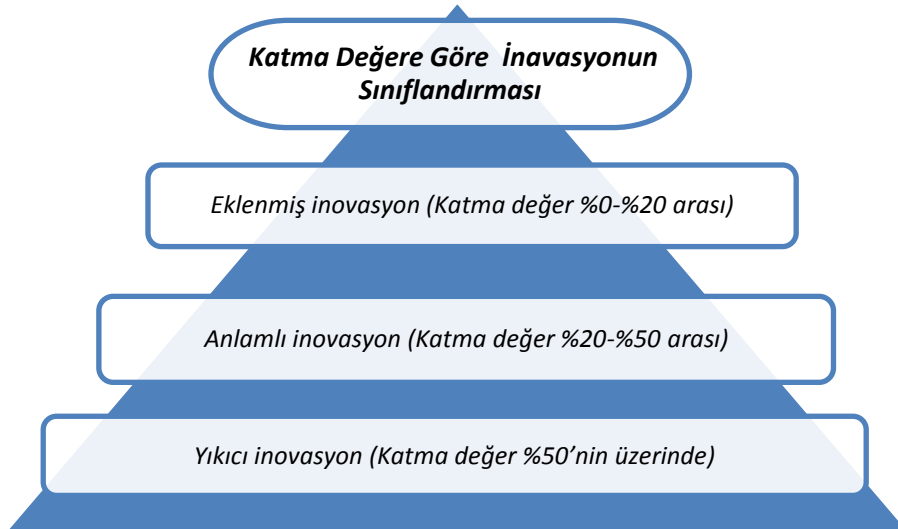 Katma Değere Göre İnavasyonun
Sınıflandırması
Eklenmiş inovasyon (Katma değer %0-%20 arası)
Anlamlı inovasyon (Katma değer %20-%50 arası)
Yıkıcı inovasyon (Katma değer %50’nin üzerinde)